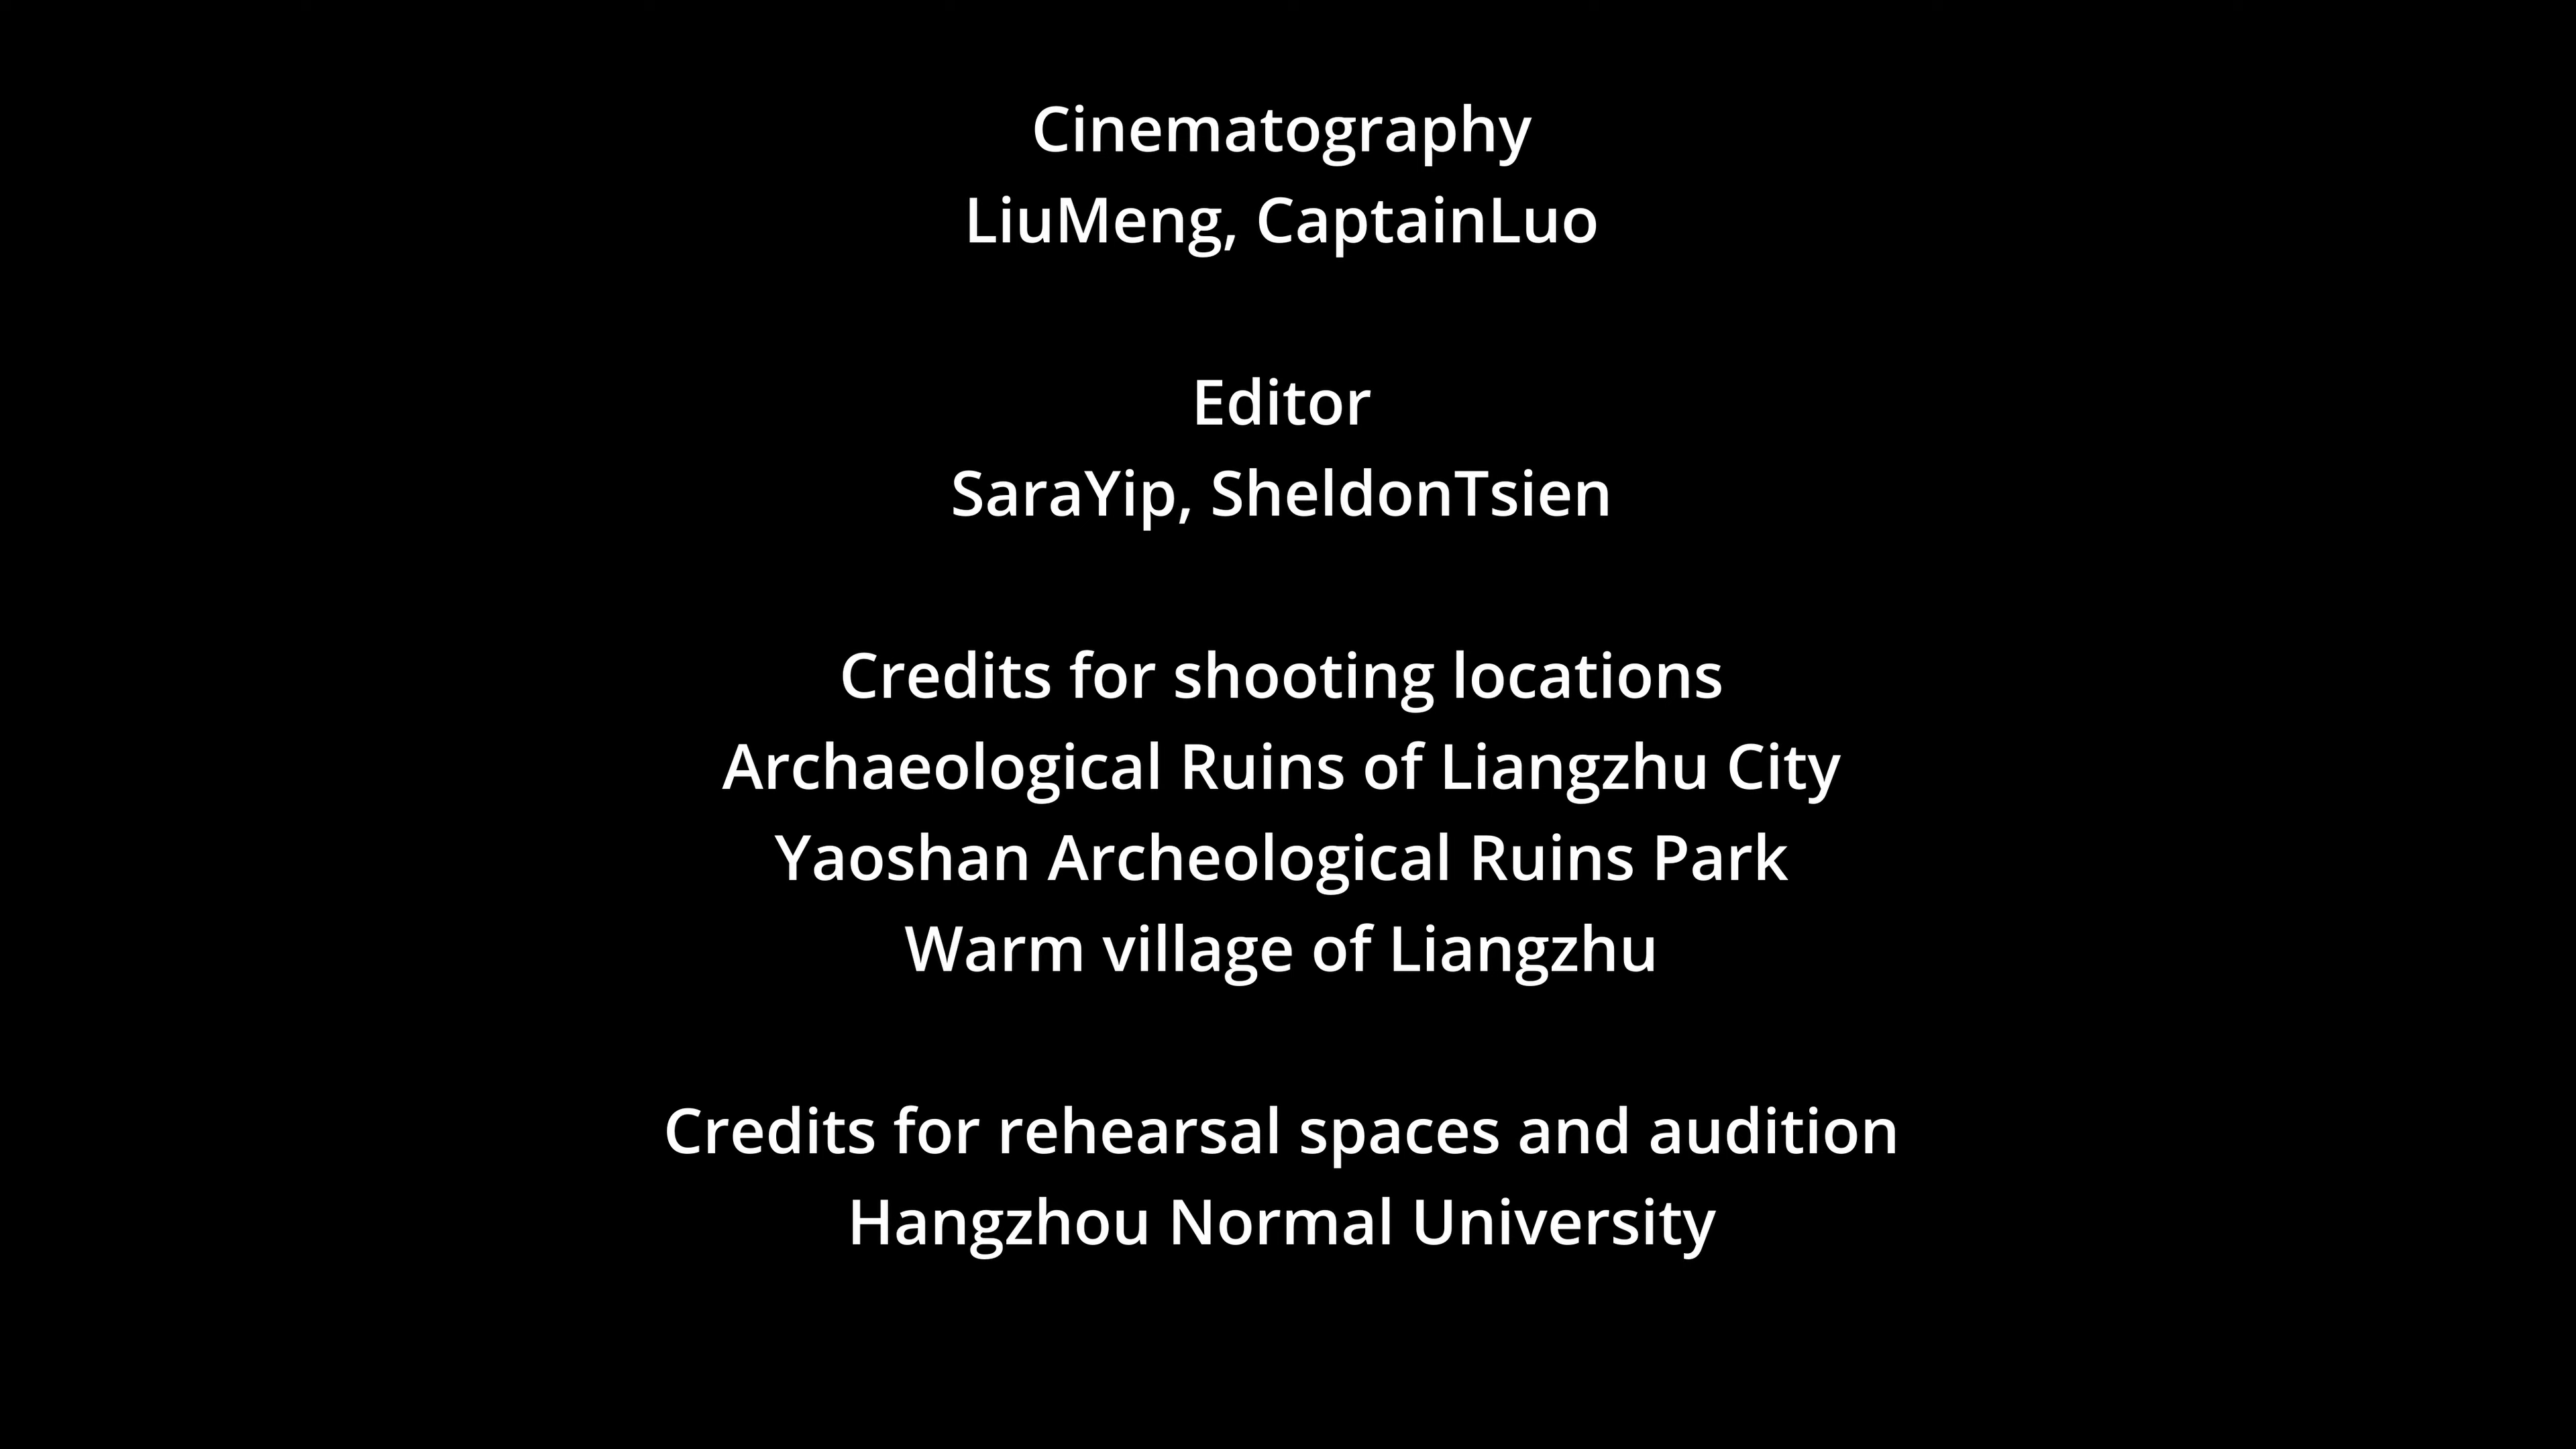 Cinematography
LiuMeng, CaptainLuo
Editor
SaraYip, SheldonTsien
Credits for shooting locations
Archaeological Ruins of Liangzhu City
Yaoshan Archeological Ruins Park
Warm village of Liangzhu
Credits for rehearsal spaces and audition
Hangzhou Normal University